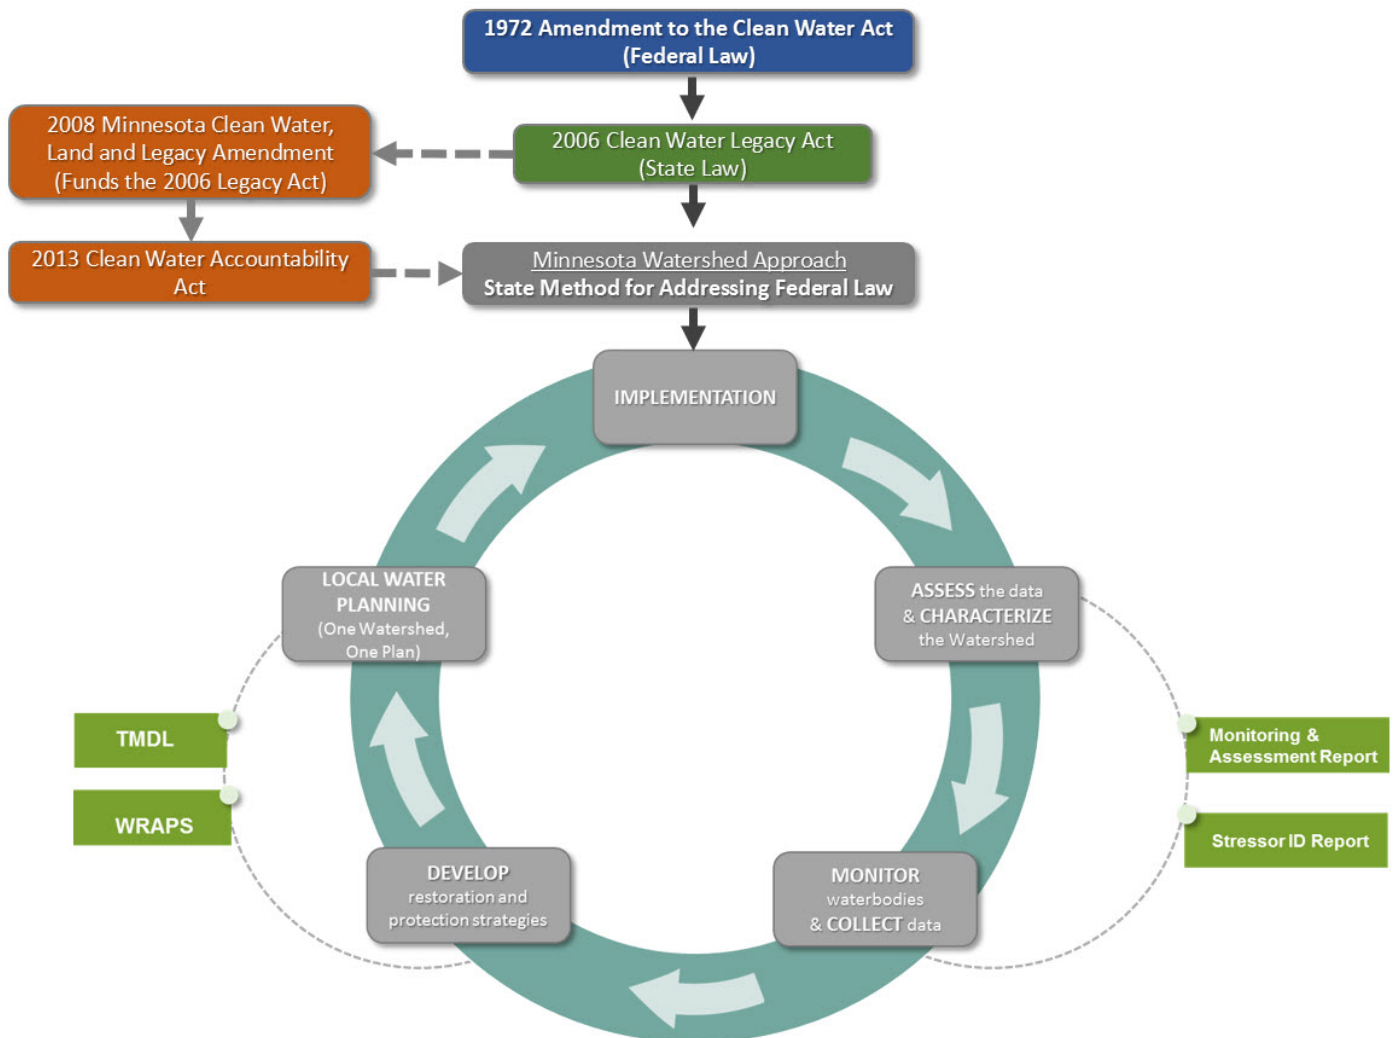 1972 Amendment to the Clean Water Act
(Federal Law)
2008 Minnesota Clean Water,
Land and Legacy Amendment
(Funds the 2006 Legacy Act)
2006 Clean Water Legacy Act
(State Law)
2013 Clean Water Accountability
Act
Minnesota Watershed Approach
State Method for Addressing Federal Law
IMPLEMENTATION
LOCAL WATER
PLANNING
(One Watershed,
One Plan)
ASSESS the data
& CHARACTERIZE
the Watershed
TMDL
WRAPS
Monitoring &
Assessment Report
Stressor ID Report
DEVELOP
restoration and
protection strategies
MONITOR
waterbodies
& COLLECT data